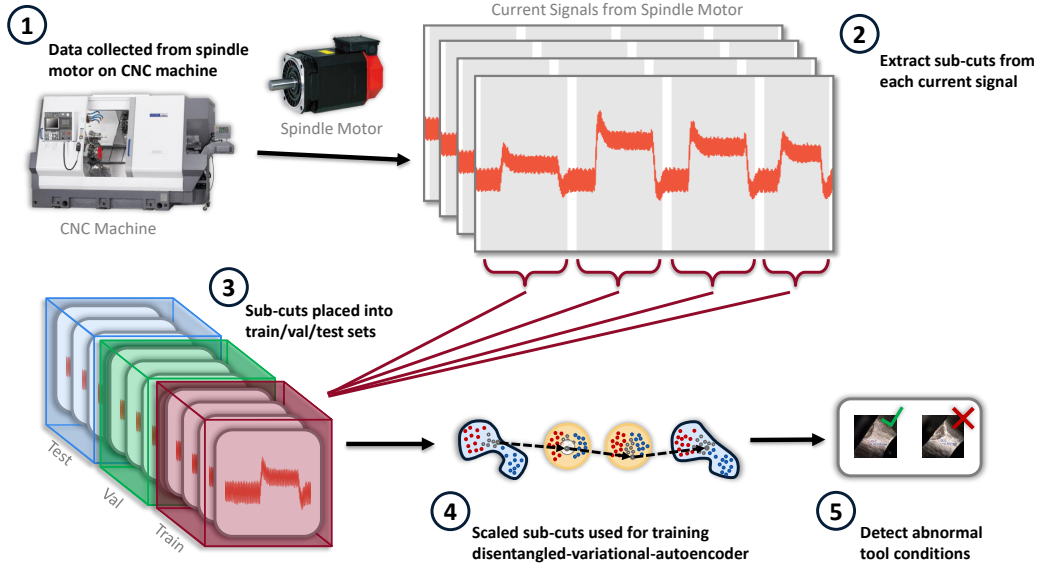 1
Data collected from spindle
motor on CNC machine
Spindle Motor
CNC Machine
Current Signals from Spindle Motor
2
Extract sub-cuts from
each current signal
3
Sub-cuts placed into
train/val/test sets
Test
Val
Train
4
Scaled sub-cuts used for training
disentangled-variational-autoencoder
5
Detect abnormal
tool conditions